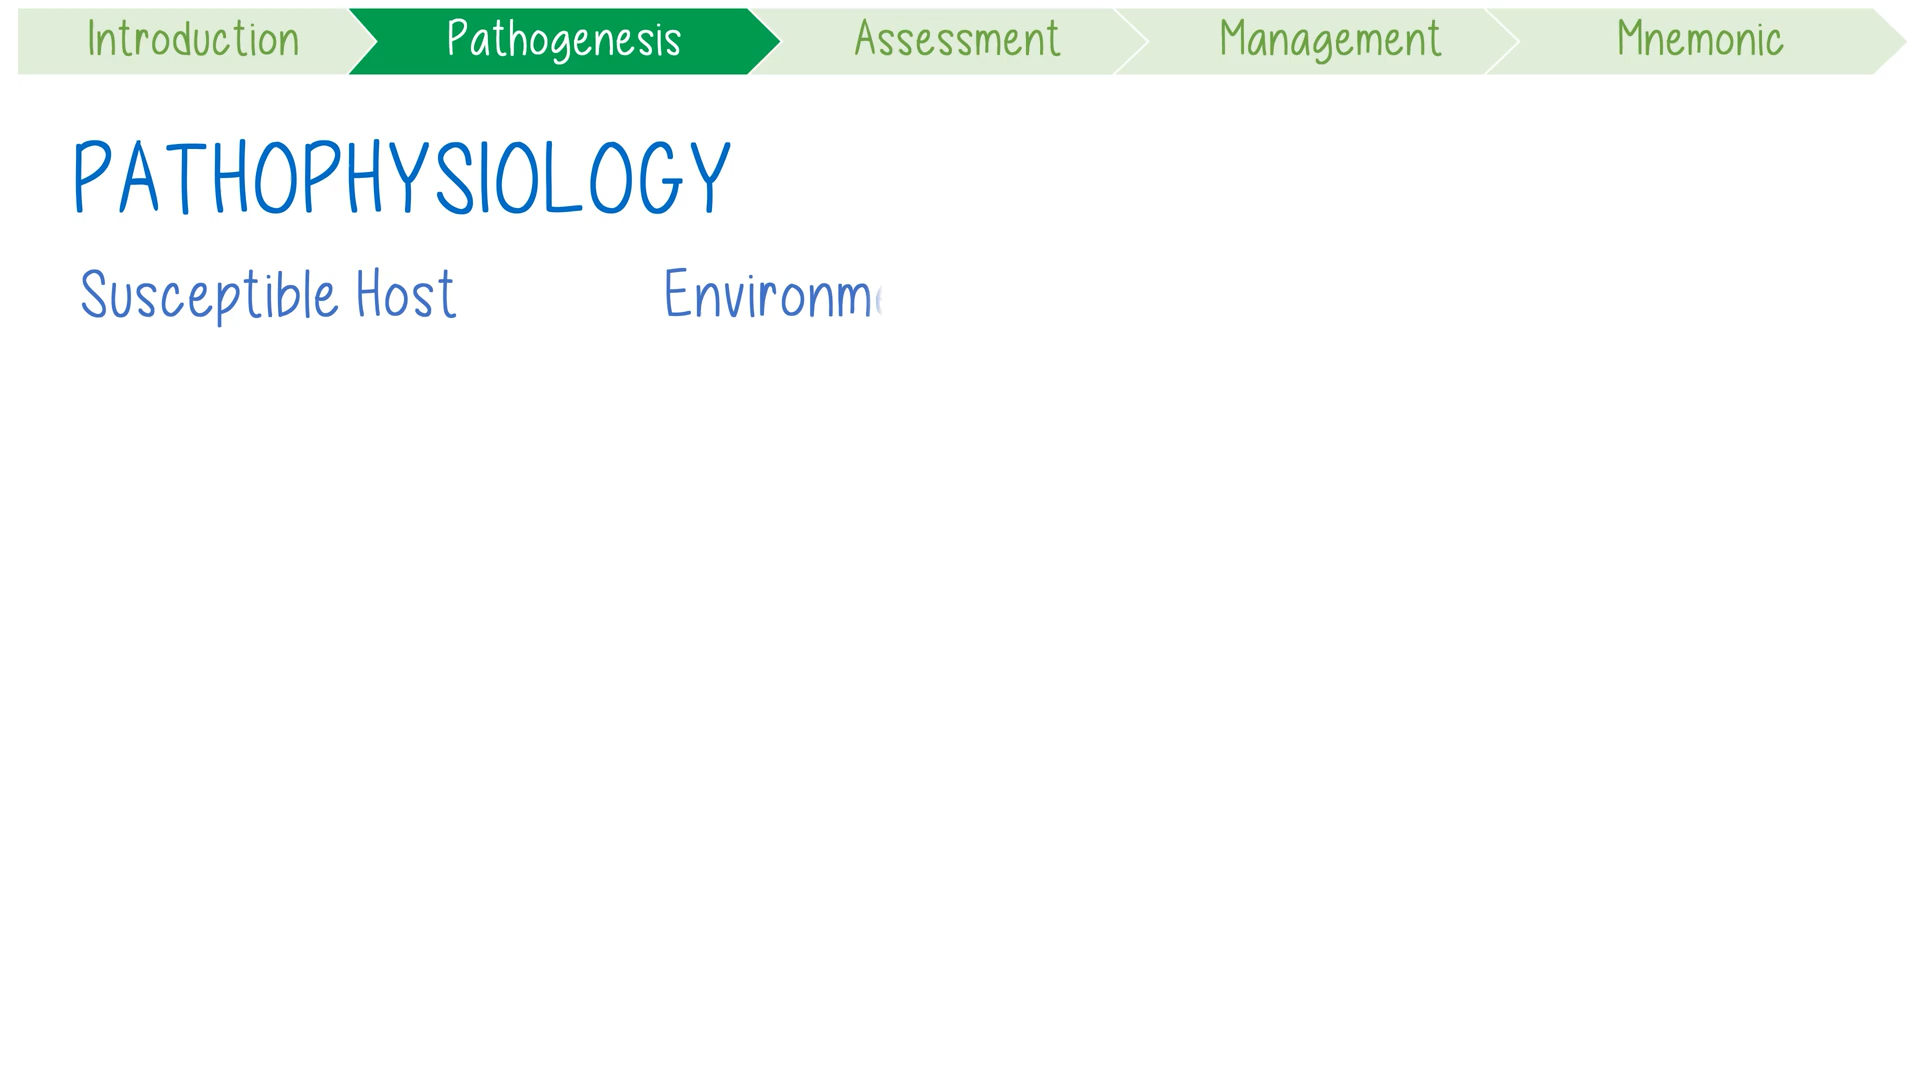 Introduction Pathogenesis Assessment Management Mnemonic
PATHOPHYSIOLOGY
Susceptible Host Environm